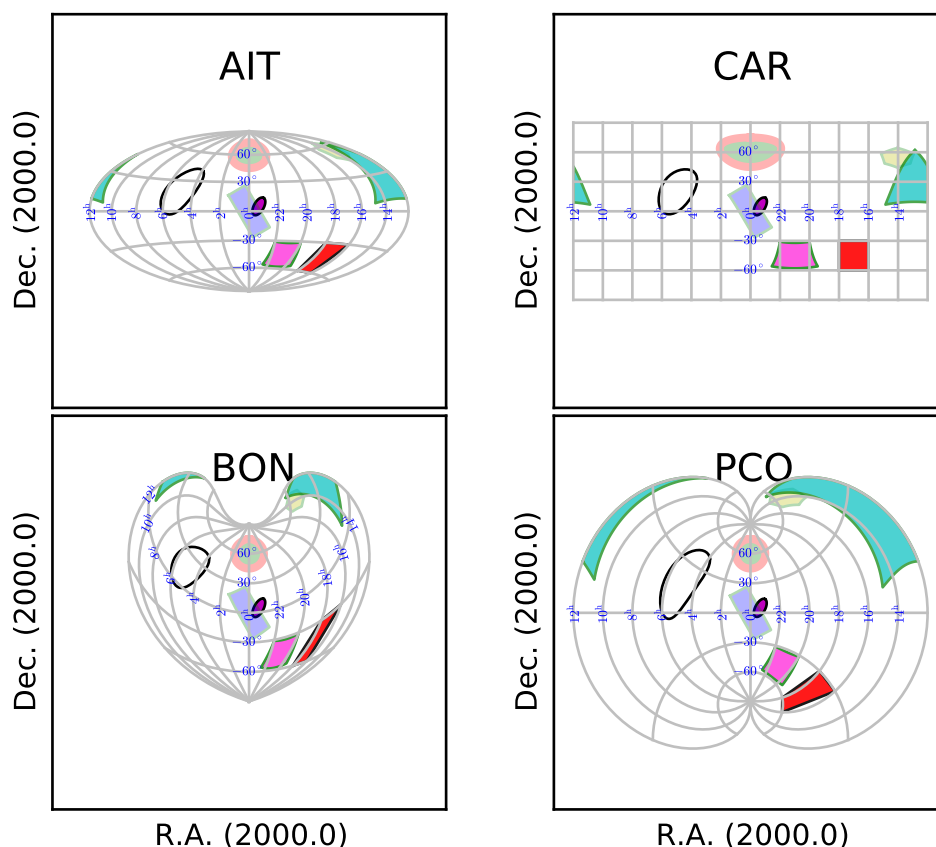 AIT
Dec. (2000.0)
60°
30°
12ʰ 10ʰ 8ʰ 6ʰ 4ʰ 2ʰ 0ʰ 22ʰ 20ʰ 18ʰ 16ʰ 14ʰ
−30°
−60°
CAR
Dec. (2000.0)
60°
30°
12ʰ 10ʰ 8ʰ 6ʰ 4ʰ 2ʰ 0ʰ 22ʰ 20ʰ 18ʰ 16ʰ 14ʰ
−30°
−60°
BON
Dec. (2000.0)
60°
30°
12ʰ 10ʰ 8ʰ 6ʰ 4ʰ 2ʰ 0ʰ 22ʰ 20ʰ 18ʰ 16ʰ 14ʰ
−30°
−60°
R.A. (2000.0)
PCO
Dec. (2000.0)
60°
30°
12ʰ 10ʰ 8ʰ 6ʰ 4ʰ 2ʰ 0ʰ 22ʰ 20ʰ 18ʰ 16ʰ 14ʰ
−30°
−60°
R.A. (2000.0)